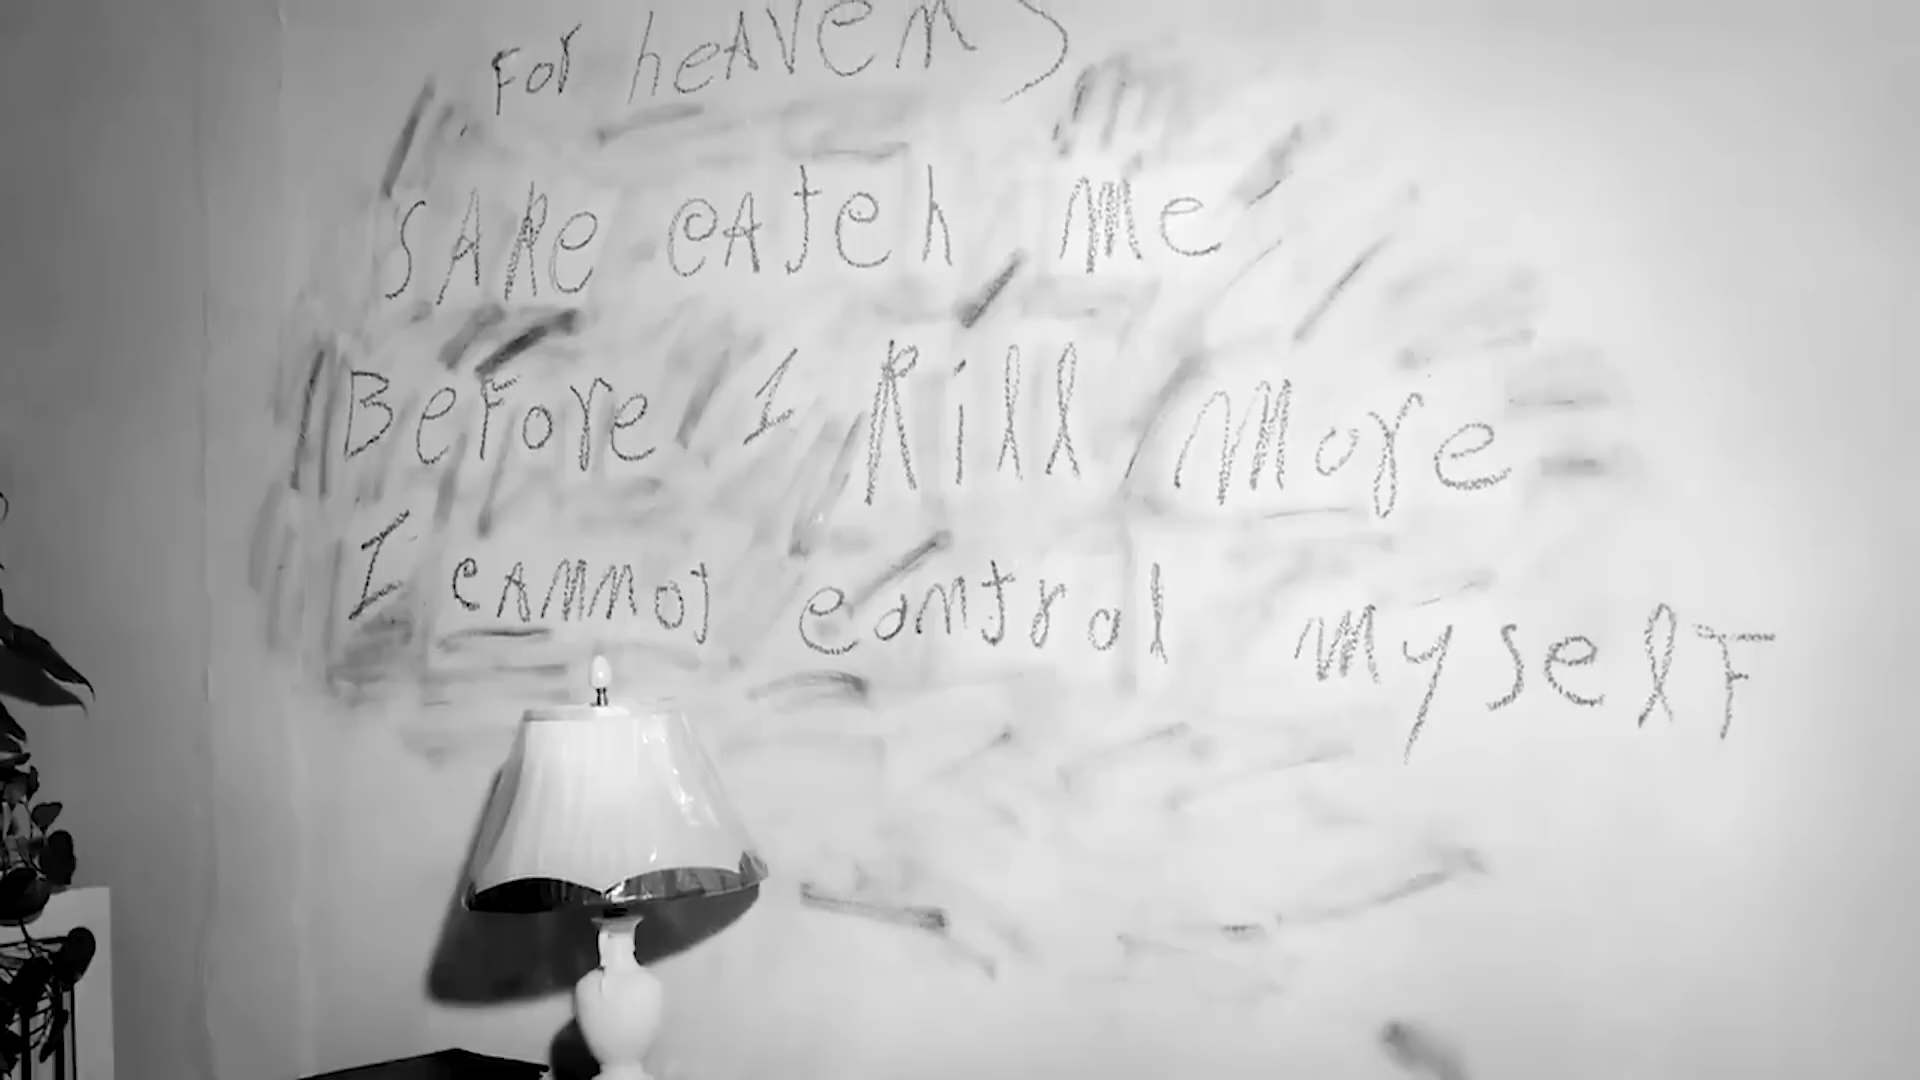 For heAVens
SAKe cATch Me
BeFore I Kill More
I cAnnoT conTrol MyselF